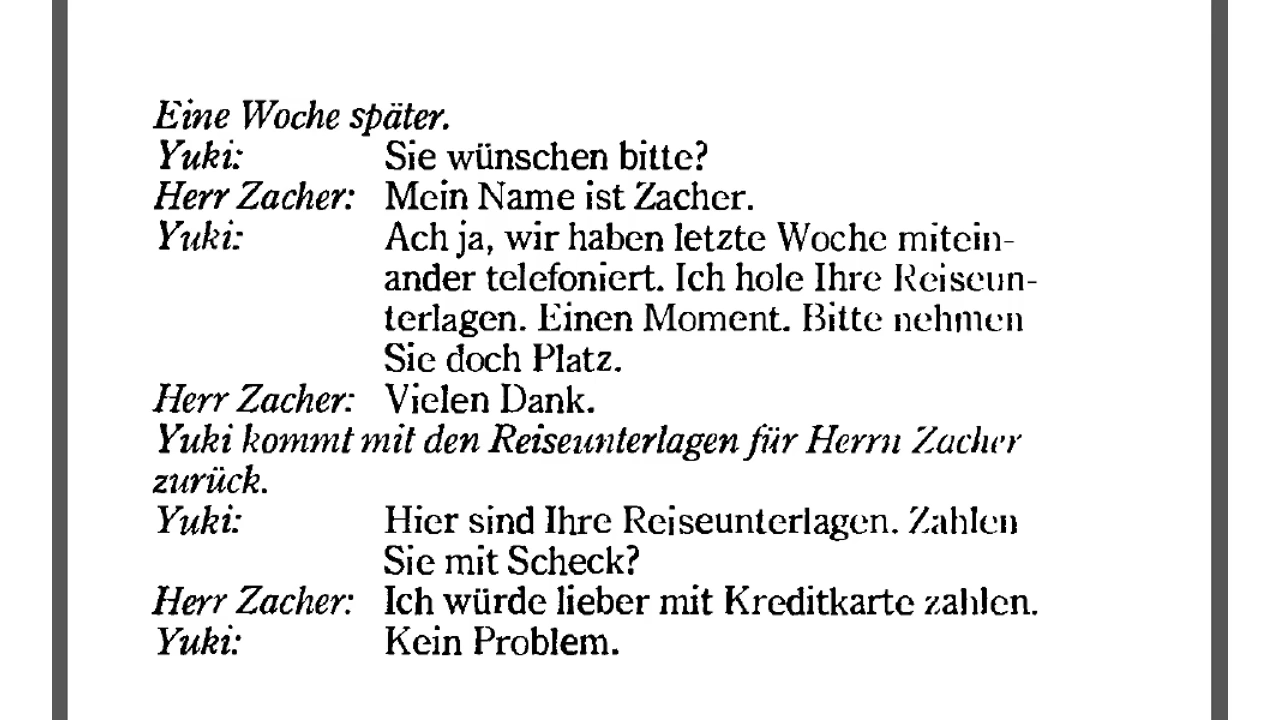 Eine Woche später.
Yuki: Sie wünschen bitte?
Herr Zacher: Mein Name ist Zacher.
Yuki: Ach ja, wir haben letzte Woche mitein-
ander telefoniert. Ich hole Ihre Reiseun-
terlagen. Einen Moment. Bitte nehmen
Sie doch Platz.
Herr Zacher: Vielen Dank.
Yuki kommt mit den Reiseunterlagen für Herrn Zacher
zurück.
Yuki: Hier sind Ihre Reiseunterlagen. Zahlen
Sie mit Scheck?
Herr Zacher: Ich würde lieber mit Kreditkarte zahlen.
Yuki: Kein Problem.